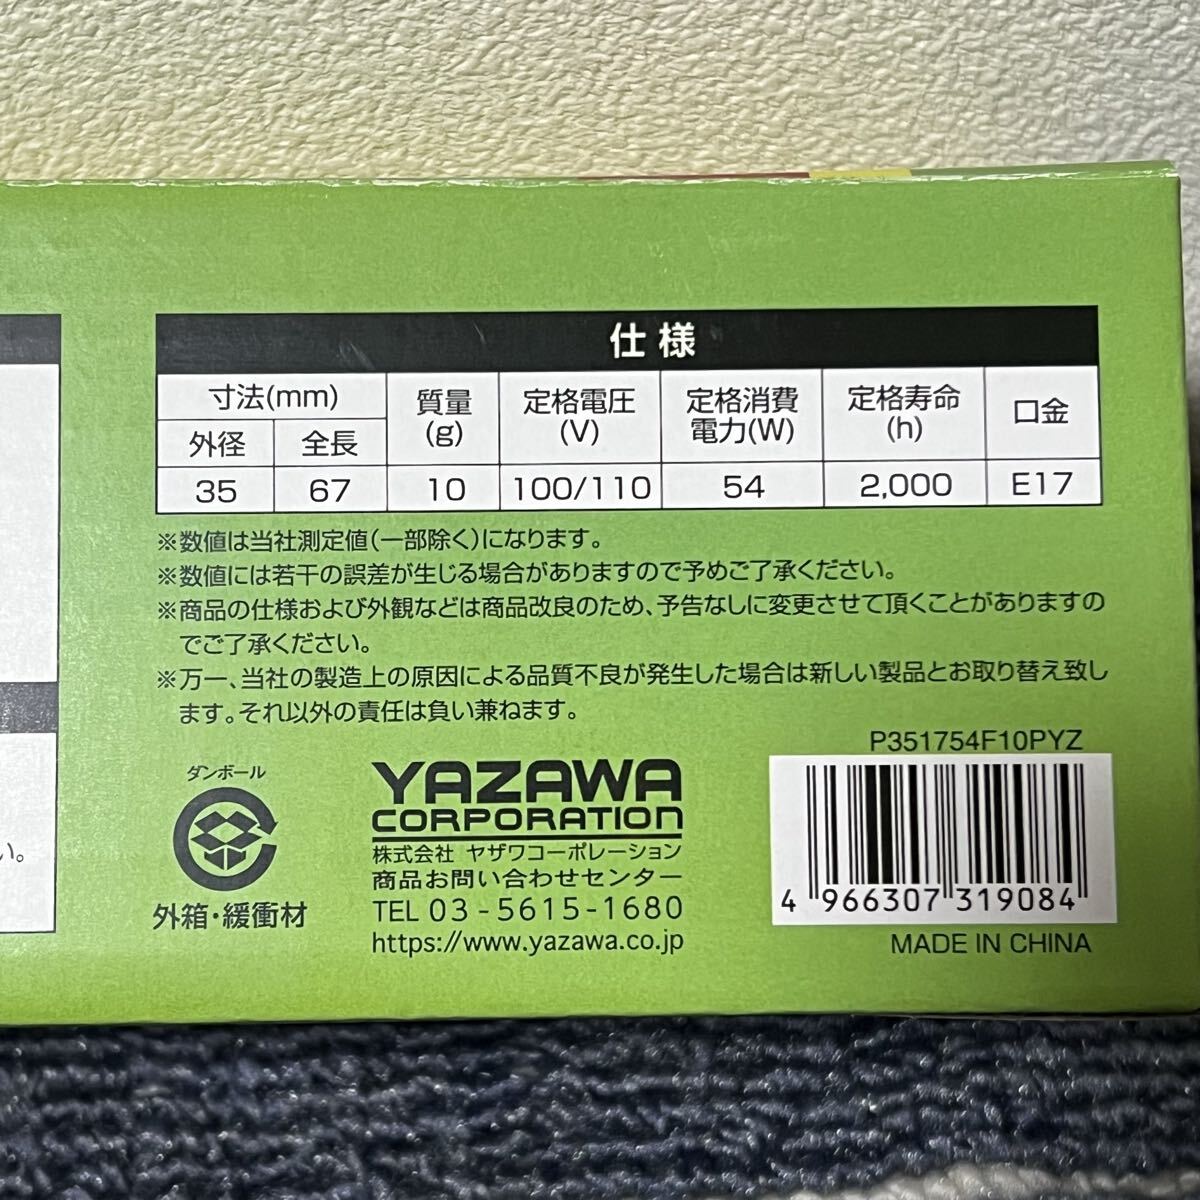 仕様
寸法(mm) 質量(g) 定格電圧(V) 定格消費電力(W) 定格寿命(h) 口金
外径 全長
35 67 10 100/110 54 2,000 E17
※数値は当社測定値(一部除く)になります。
※数値には若干の誤差が生じる場合がありますので予めご了承ください。
※商品の仕様および外観などは商品改良のため、予告なしに変更させて頂くことがありますの
でご了承ください。
※万一、当社の製造上の原因による品質不良が発生した場合は新しい製品とお取り替え致し
ます。それ以外の責任は負い兼ねます。
い。
ダンボール
外箱・緩衝材
YAZAWA
CORPORATION
株式会社 ヤザワコーポレーション
商品お問い合わせセンター
TEL 03-5615-1680
https://www.yazawa.co.jp
P351754F10PYZ
4 966307 319084
MADE IN CHINA